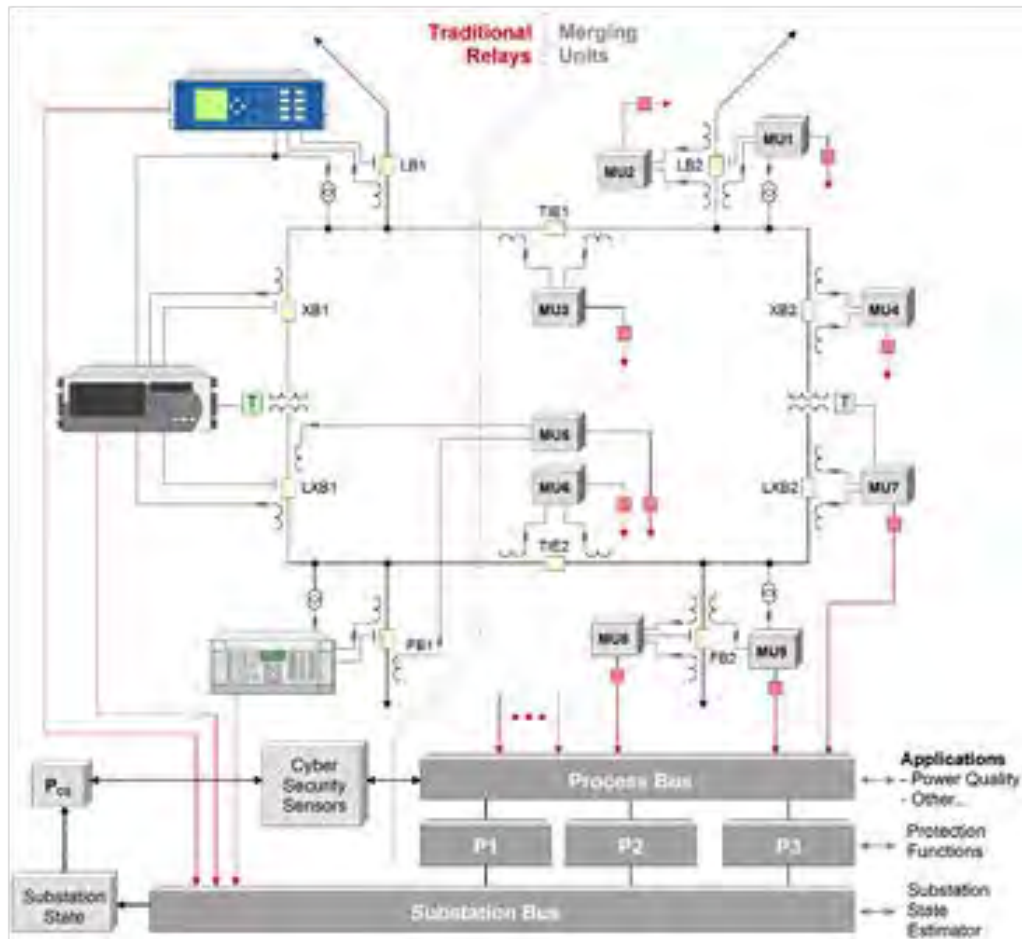 Traditional
Relays
Merging
Units
LB1
MU2
LB2
MU1
TIE1
XB1
MU3
XB2
MU4
T
T
MU5
LXB1
MU6
LXB2
MU7
TIE2
FB1
MU8
FB2
MU9
P
Cyber
Security
Sensors
Process Bus
Applications
- Power Quality
- Other...
P1
P2
P3
Protection
Functions
Substation
State
Substation Bus
Substation
State
Estimator